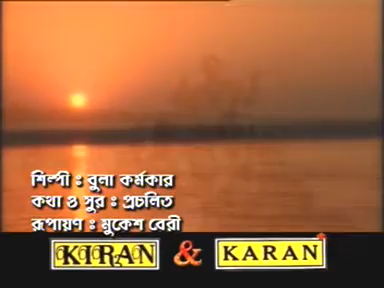 শিল্পী : বুলা কর্মকার
কথা ও সুর : প্রচলিত
রূপায়ণ : মুকেশ বেরী
KIRAN & KARAN